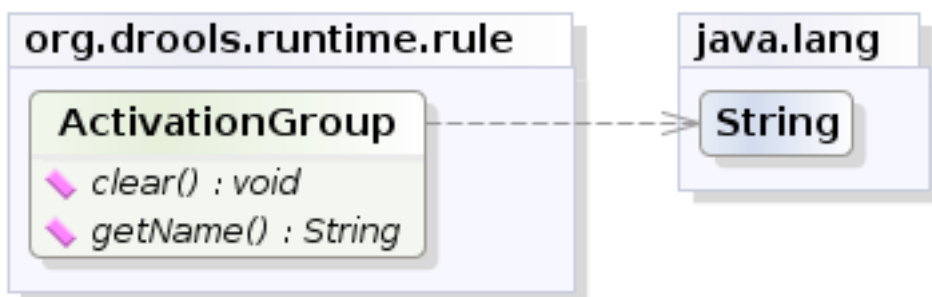 org.drools.runtime.rule
java.lang
ActivationGroup
String
clear() : void
getName() : String